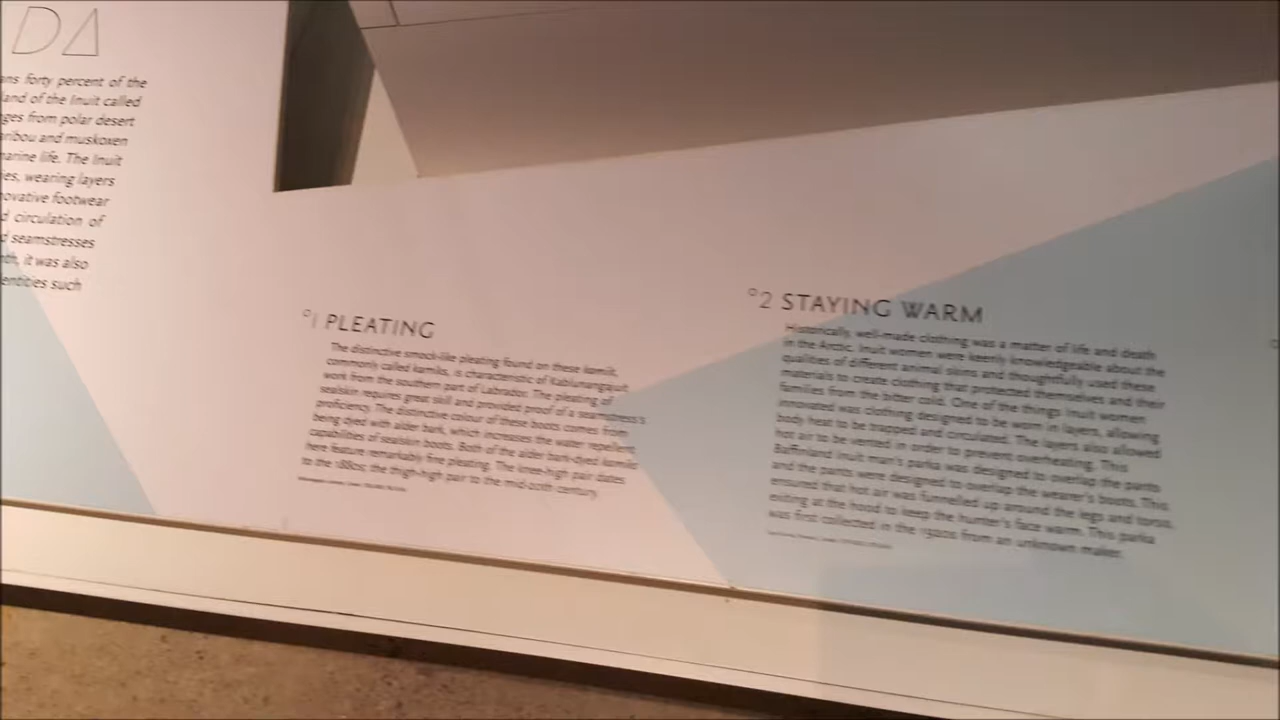 DA
ans forty percent of the
land of the Inuit called
ges from polar desert
aribou and muskoxen
marine life. The Inuit
ies, wearing layers
novative footwear
d circulation of
d seamstresses
nth, it was also
entities such
°1 PLEATING
The distinctive smock-like pleating found on these kamiit,
commonly called kamiks, is characteristic of Kablunangajuit
work from the southern part of Labrador. The pleating of
sealskin requires great skill and provided proof of a seamstress's
proficiency. The distinctive colour of these boots comes from
being dyed with alder bark, which increases the water repellent
capabilities of sealskin boots. Both of the alder bark-dyed kamiks
here feature remarkably fine pleating. The knee-high pair dates
to the 1880s; the thigh-high pair to the mid-20th century.
°2 STAYING WARM
Historically, well-made clothing was a matter of life and death
in the Arctic. Inuit women were keenly knowledgeable about the
qualities of different animal skins and thoughtfully used these
materials to create clothing that protected themselves and their
families from the bitter cold. One of the things Inuit women
innovated was clothing designed to be worn in layers, allowing
body heat to be trapped and circulated. The layers also allowed
hot air to be vented in order to prevent overheating. This
Baffinland Inuit man's parka was designed to overlap the pants
and the pants were designed to overlap the wearer's boots. This
ensured that hot air was funnelled up around the legs and torso,
exiting at the hood to keep the hunter's face warm. This parka
was first collected in the 1920s from an unknown maker.